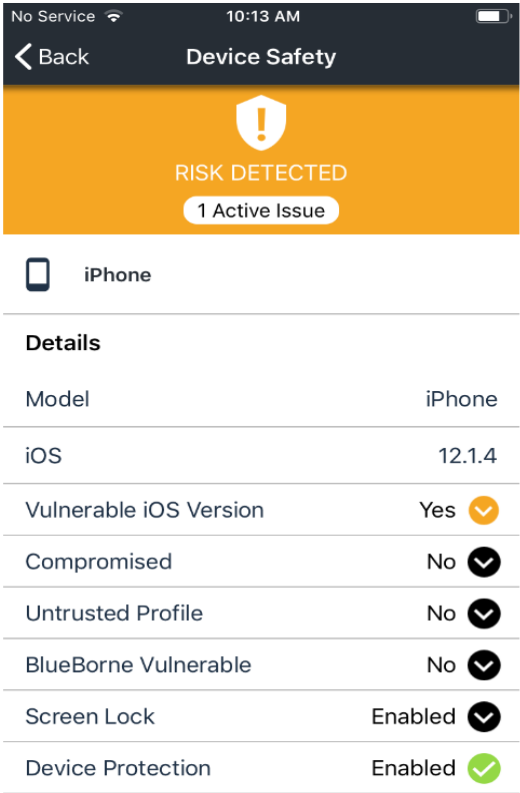 No Service 10:13 AM
Back Device Safety
RISK DETECTED
1 Active Issue
iPhone
Details
Model iPhone
iOS 12.1.4
Vulnerable iOS Version Yes
Compromised No
Untrusted Profile No
BlueBorne Vulnerable No
Screen Lock Enabled
Device Protection Enabled